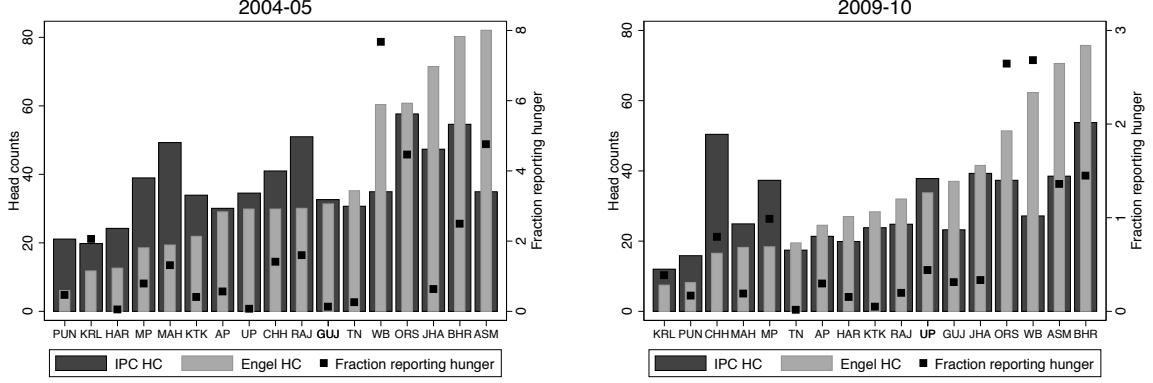 2004-05
Head counts
0 20 40 60 80
Fraction reporting hunger
0 2 4 6 8
PUN KRL HAR MP MAH KTK AP UP CHH RAJ GUJ TN WB ORS JHA BHR ASM
IPC HC Engel HC Fraction reporting hunger
2009-10
Head counts
0 20 40 60 80
Fraction reporting hunger
0 1 2 3
KRL PUN CHH MAH MP TN AP HAR KTK RAJ UP GUJ JHA ORS WB ASM BHR
IPC HC Engel HC Fraction reporting hunger